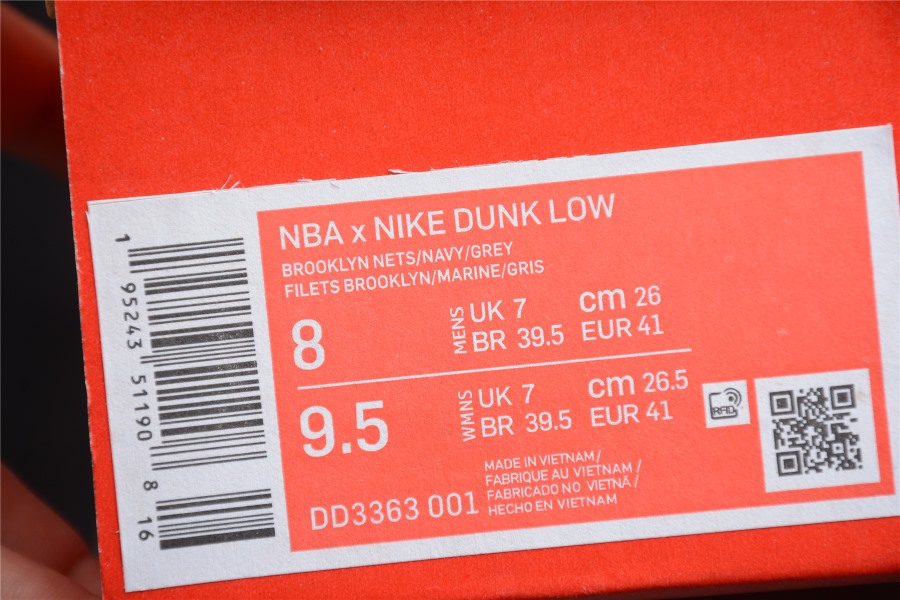 NBA x NIKE DUNK LOW
BROOKLYN NETS/NAVY/GREY
FILETS BROOKLYN/MARINE/GRIS
8
MENS
UK 7
cm 26
BR 39.5
EUR 41
9.5
WMNS
UK 7
cm 26.5
BR 39.5
EUR 41
RFID
DD3363 001
MADE IN VIETNAM/
FABRIQUE AU VIETNAM /
FABRICADO NO VIETNÃ/
HECHO EN VIETNAM
1 95243 51190 8 16